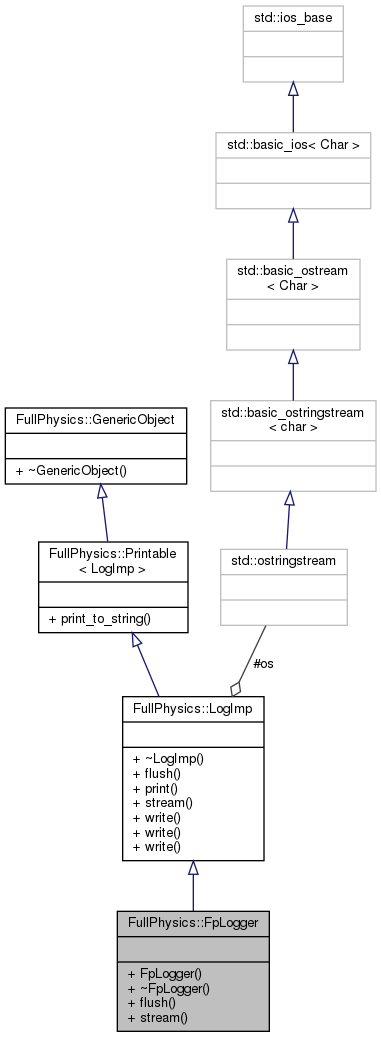 std::ios_base
std::basic_ios< Char >
std::basic_ostream
< Char >
std::basic_ostringstream
< char >
FullPhysics::GenericObject
+ ~GenericObject()
FullPhysics::Printable
< LogImp >
+ print_to_string()
std::ostringstream
#os
FullPhysics::LogImp
+ ~LogImp()
+ flush()
+ print()
+ stream()
+ write()
+ write()
+ write()
FullPhysics::FpLogger
+ FpLogger()
+ ~FpLogger()
+ flush()
+ stream()